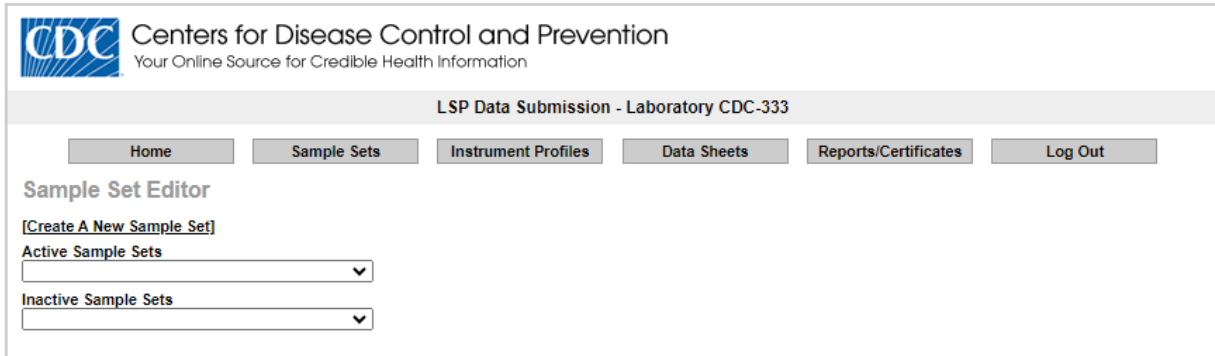 CDC Centers for Disease Control and Prevention
Your Online Source for Credible Health Information
LSP Data Submission - Laboratory CDC-333
Home Sample Sets Instrument Profiles Data Sheets Reports/Certificates Log Out
Sample Set Editor
[Create A New Sample Set]
Active Sample Sets
Inactive Sample Sets